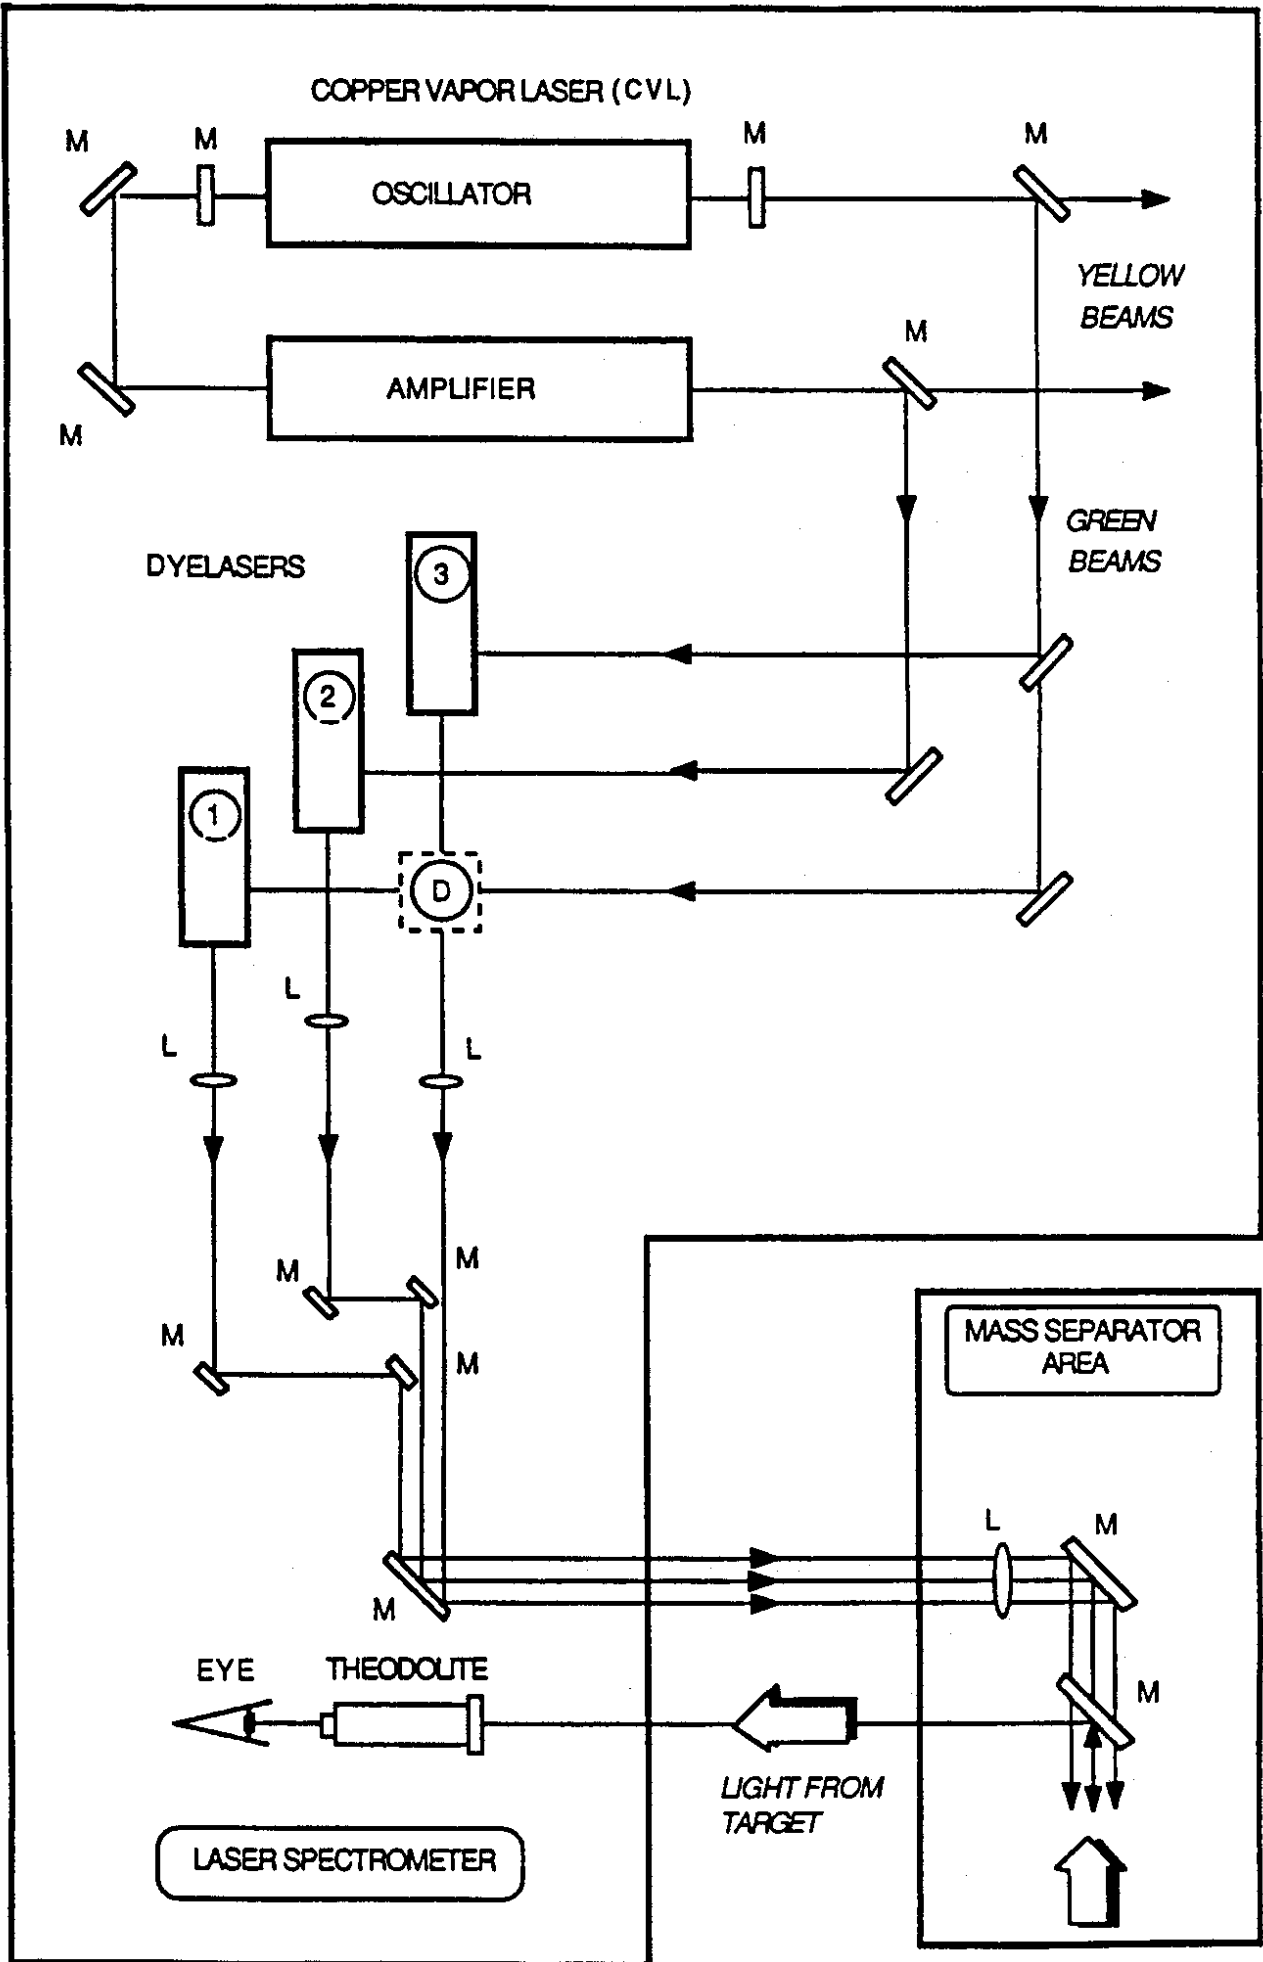 COPPER VAPOR LASER (CVL)
M
M
M
M
OSCILLATOR
YELLOW
BEAMS
M
AMPLIFIER
M
GREEN
BEAMS
DYELASERS
3
2
1
D
L
L
L
M
M
M
M
MASS SEPARATOR
AREA
L
M
M
EYE
THEODOLITE
M
LIGHT FROM
TARGET
LASER SPECTROMETER